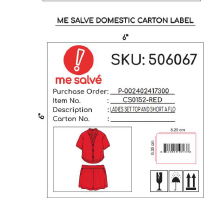 ME SALVE DOMESTIC CARTON LABEL
6"
SKU: 506067
me salvé
Purchase Order: P-002402417300
Item No. : CS0152-RED
Description : LADIES SET TOP AND SHORT A FLO
Carton No. :
6"